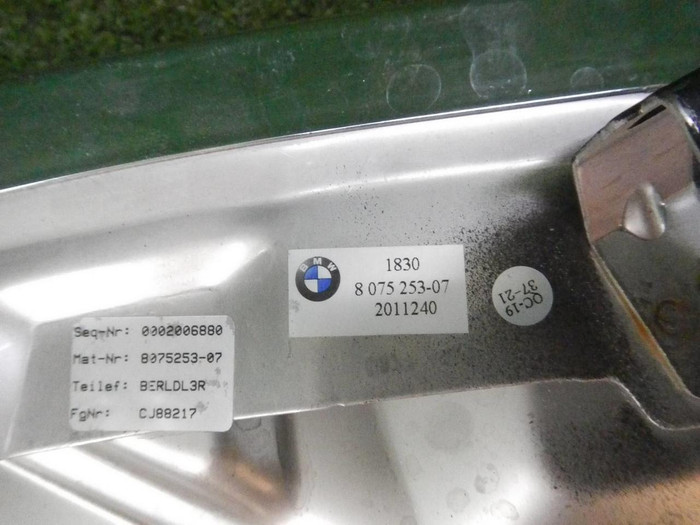 BMW
1830
8 075 253-07
2011240
QC-19
37-21
Seq-Nr: 0002006880
Mat-Nr: 8075253-07
Teilef: BERLDL3R
FgNr: CJ88217